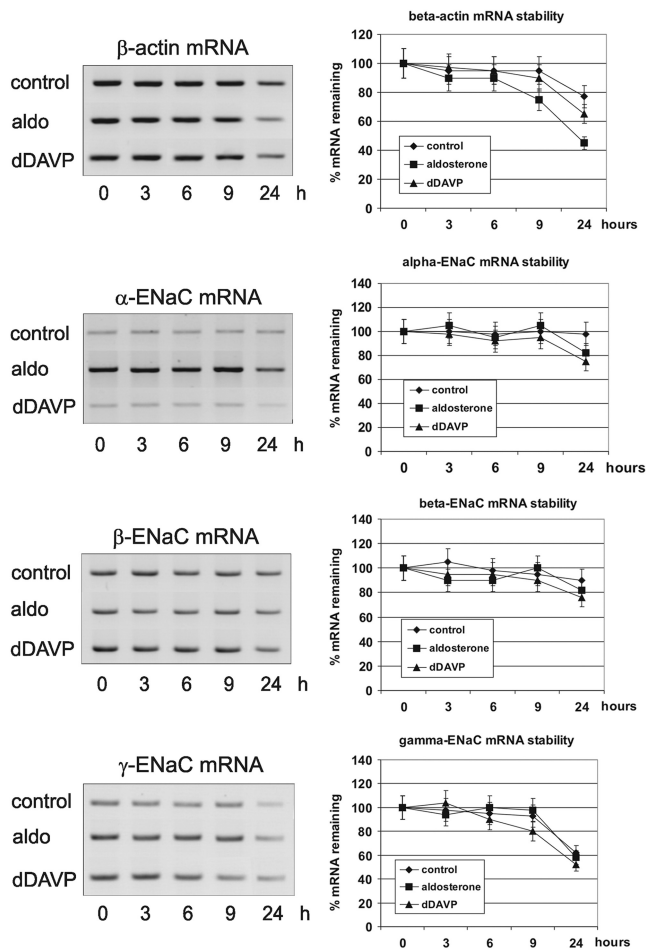 β-actin mRNA
control
aldo
dDAVP
0 3 6 9 24 h
beta-actin mRNA stability
% mRNA remaining
120
100
80
60
40
20
0
control
aldosterone
dDAVP
0 3 6 9 24 hours
α-ENaC mRNA
control
aldo
dDAVP
0 3 6 9 24 h
alpha-ENaC mRNA stability
% mRNA remaining
140
120
100
80
60
40
20
0
control
aldosterone
dDAVP
0 3 6 9 24 hours
β-ENaC mRNA
control
aldo
dDAVP
0 3 6 9 24 h
beta-ENaC mRNA stability
% mRNA remaining
140
120
100
80
60
40
20
0
control
aldosterone
dDAVP
0 3 6 9 24 hours
γ-ENaC mRNA
control
aldo
dDAVP
0 3 6 9 24 h
gamma-ENaC mRNA stability
% mRNA remaining
140
120
100
80
60
40
20
0
control
aldosterone
dDAVP
0 3 6 9 24 hours